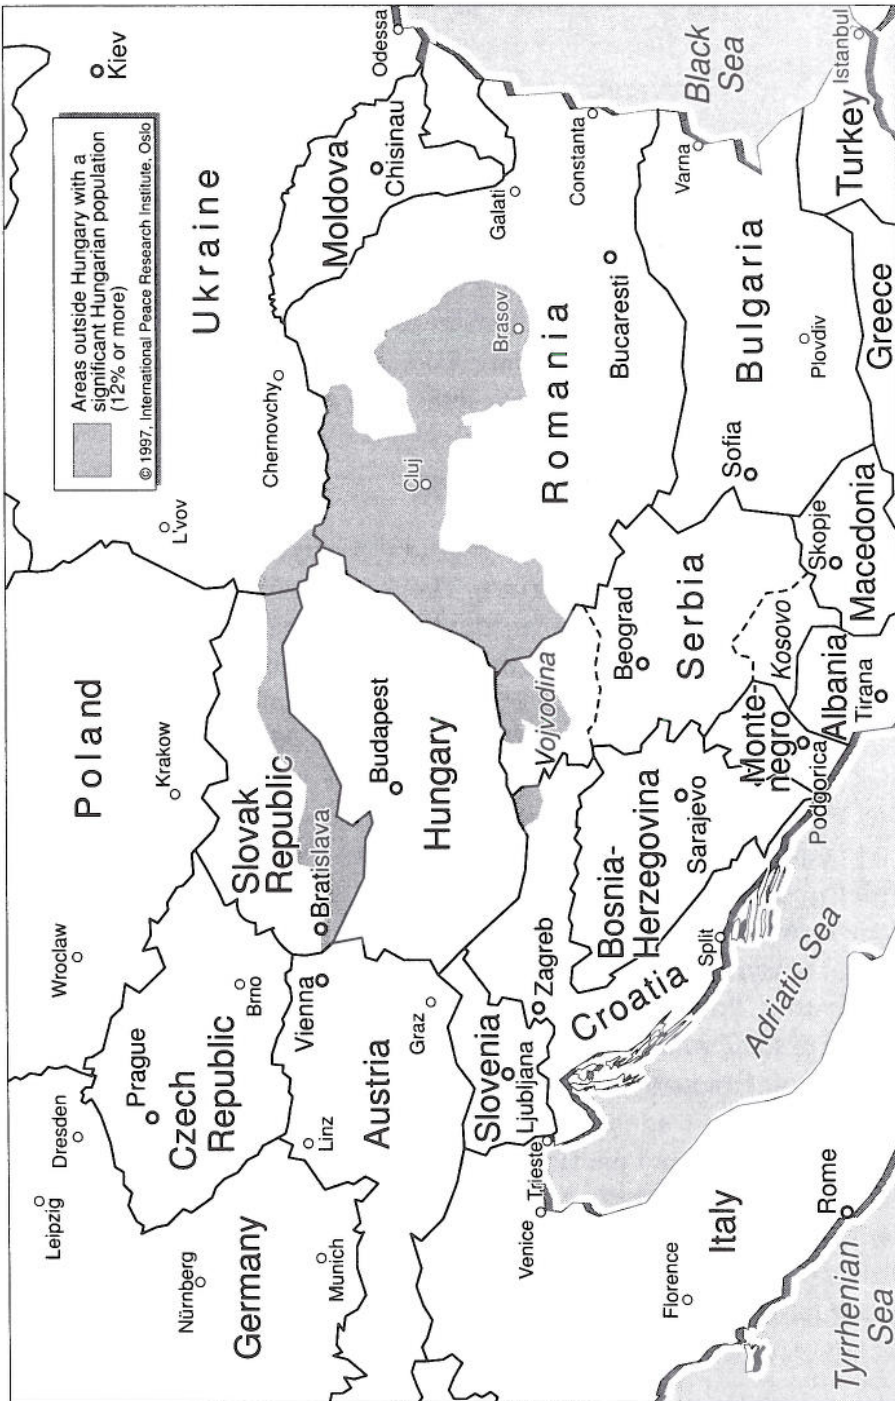 Areas outside Hungary with a
significant Hungarian population
(12% or more)
© 1997, International Peace Research Institute, Oslo
Kiev
Ukraine
L'vov
Chernovchy
Odessa
Moldova
Chisinau
Poland
Krakow
Wroclaw
Leipzig
Dresden
Nürnberg
Germany
Munich
Prague
Czech
Republic
Brno
Slovak
Republic
Bratislava
Vienna
Linz
Austria
Graz
Budapest
Hungary
Cluj
Brasov
Romania
Galati
Constanta
Bucaresti
Black
Sea
Varna
Bulgaria
Sofia
Plovdiv
Turkey
Istanbul
Greece
Vojvodina
Beograd
Serbia
Kosovo
Skopje
Macedonia
Albania
Tirana
Monte-
negro
Podgorica
Bosnia-
Herzegovina
Sarajevo
Split
Croatia
Zagreb
Slovenia
Ljubljana
Trieste
Venice
Adriatic Sea
Italy
Florence
Rome
Tyrrhenian
Sea